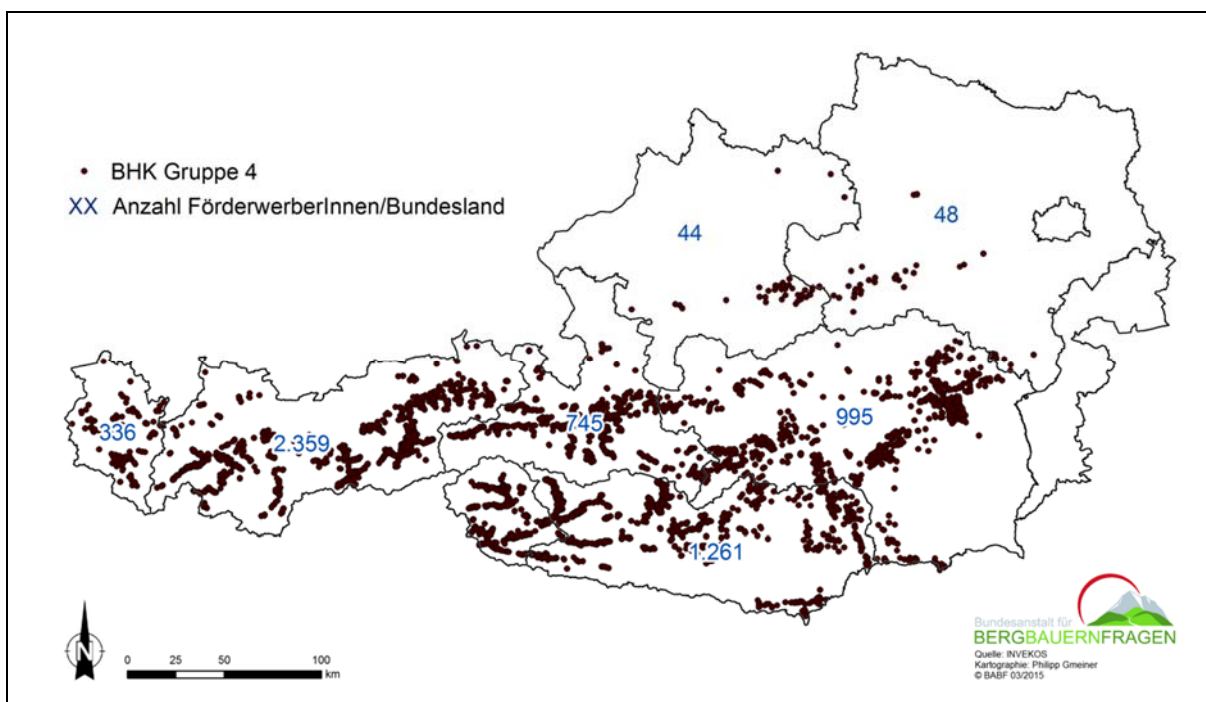 BHK Gruppe 4
XX Anzahl FörderwerberInnen/Bundesland
44
48
336
2.359
745
995
1.261
N
0 25 50 100
km
Bundesanstalt für
BERGBAUERNFRAGEN
Quelle: INVEKOS
Kartographie: Philipp Gmeiner
© BABF 03/2015